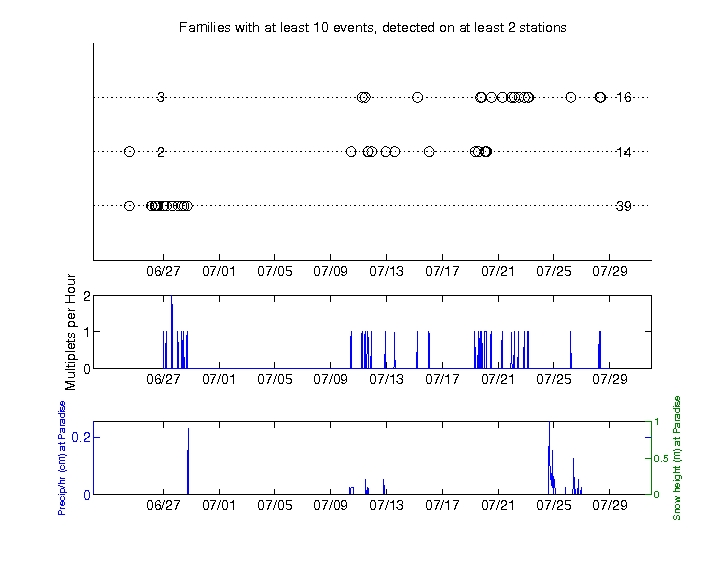 Families with at least 10 events, detected on at least 2 stations
3 16
2 14
39
06/27 07/01 07/05 07/09 07/13 07/17 07/21 07/25 07/29
Multiplets per Hour
2
1
0
06/27 07/01 07/05 07/09 07/13 07/17 07/21 07/25 07/29
Precip/hr (cm) at Paradise
0.2
0
1
0.5
0
Snow height (m) at Paradise
06/27 07/01 07/05 07/09 07/13 07/17 07/21 07/25 07/29